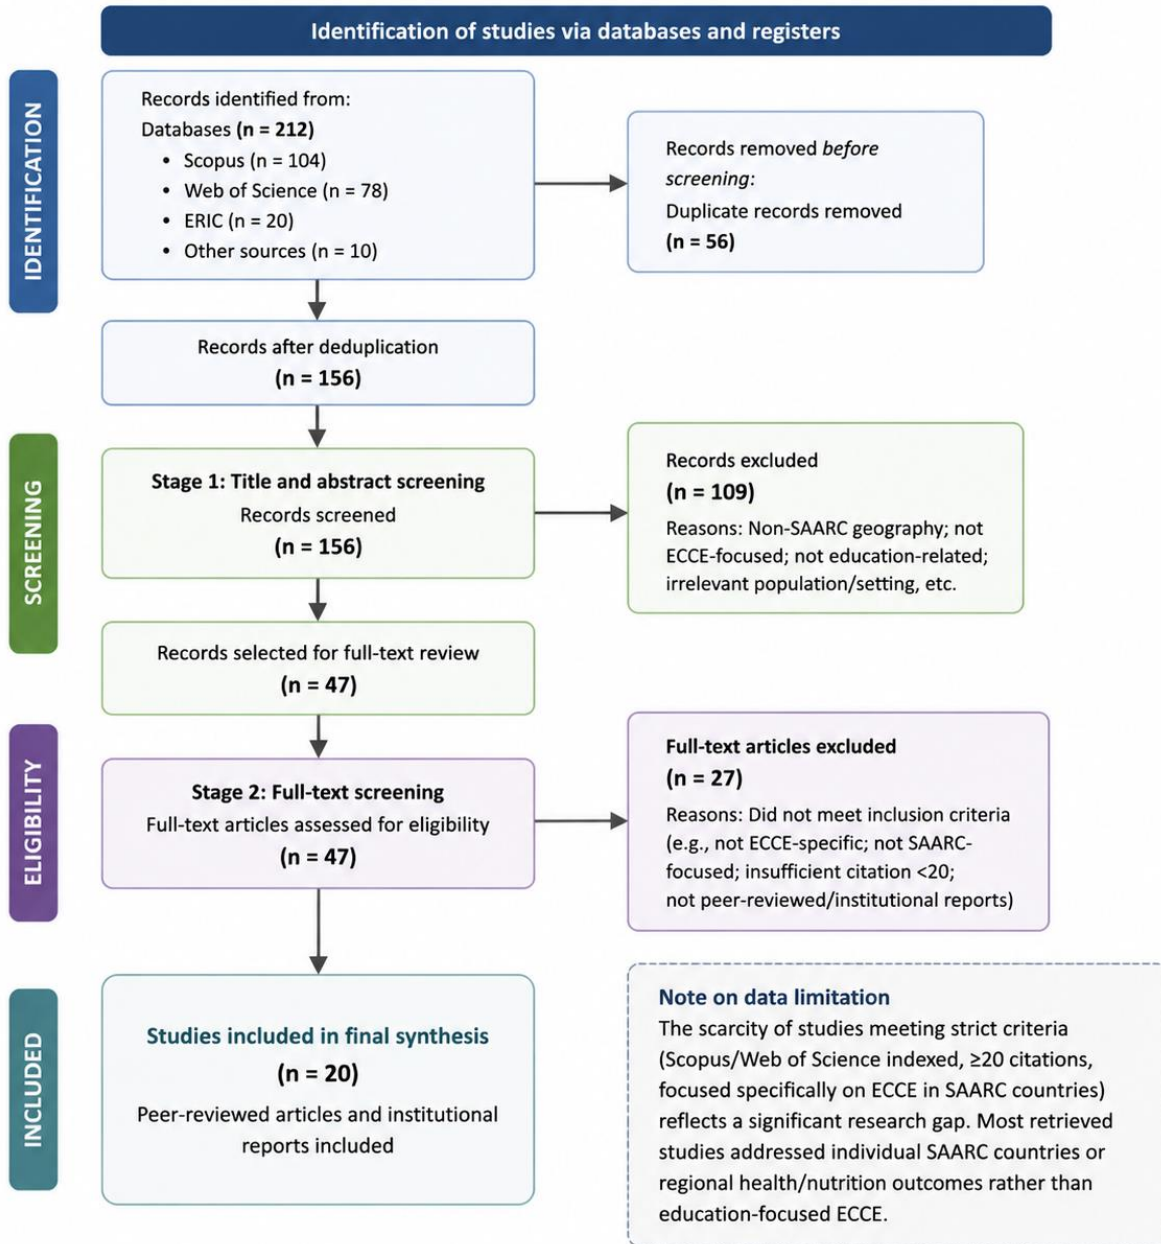 Identification of studies via databases and registers
IDENTIFICATION
Records identified from:
Databases (n = 212)
• Scopus (n = 104)
• Web of Science (n = 78)
• ERIC (n = 20)
• Other sources (n = 10)
Records removed before
screening:
Duplicate records removed
(n = 56)
Records after deduplication
(n = 156)
SCREENING
Stage 1: Title and abstract screening
Records screened
(n = 156)
Records excluded
(n = 109)
Reasons: Non-SAARC geography; not
ECCE-focused; not education-related;
irrelevant population/setting, etc.
Records selected for full-text review
(n = 47)
ELIGIBILITY
Stage 2: Full-text screening
Full-text articles assessed for eligibility
(n = 47)
Full-text articles excluded
(n = 27)
Reasons: Did not meet inclusion criteria
(e.g., not ECCE-specific; not SAARC-
focused; insufficient citation <20;
not peer-reviewed/institutional reports)
INCLUDED
Studies included in final synthesis
(n = 20)
Peer-reviewed articles and institutional
reports included
Note on data limitation
The scarcity of studies meeting strict criteria
(Scopus/Web of Science indexed, ≥20 citations,
focused specifically on ECCE in SAARC countries)
reflects a significant research gap. Most retrieved
studies addressed individual SAARC countries or
regional health/nutrition outcomes rather than
education-focused ECCE.